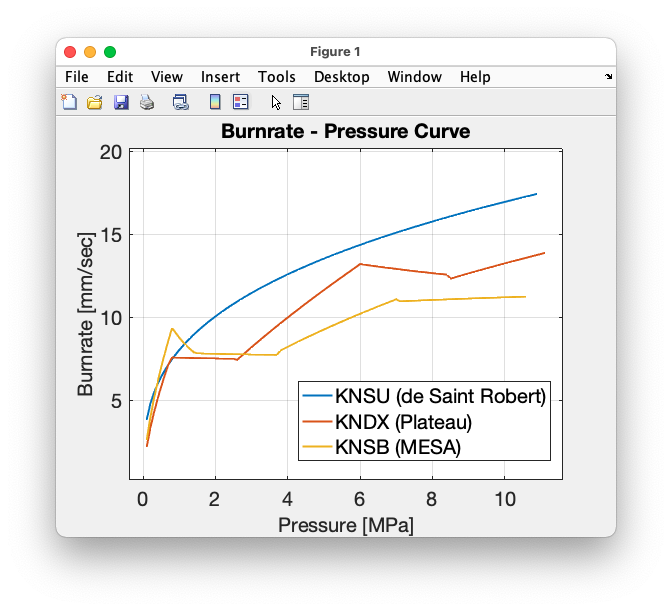 Figure 1
File Edit View Insert Tools Desktop Window Help
Burnrate - Pressure Curve
20
15
10
5
Burnrate [mm/sec]
KNSU (de Saint Robert)
KNDX (Plateau)
KNSB (MESA)
0 2 4 6 8 10
Pressure [MPa]